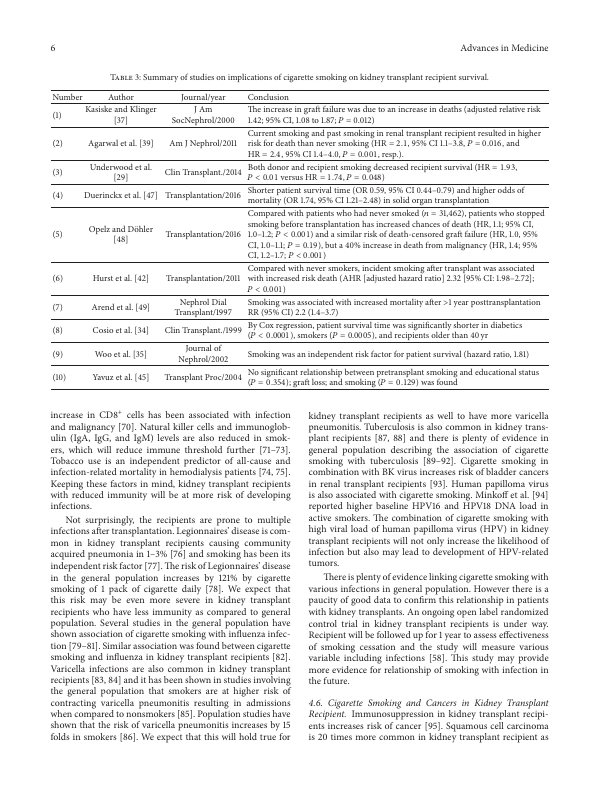 6
Advances in Medicine
Table 3: Summary of studies on implications of cigarette smoking on kidney transplant recipient survival.
Number Author Journal/year Conclusion
(1) Kasiske and Klinger [37] J Am SocNephrol/2000 The increase in graft failure was due to an increase in deaths (adjusted relative risk
1.42; 95% CI, 1.08 to 1.87; P = 0.012)
(2) Agarwal et al. [39] Am J Nephrol/2011 Current smoking and past smoking in renal transplant recipient resulted in higher
risk for death than never smoking (HR = 2.1, 95% CI 1.1–3.8, P = 0.016, and
HR = 2.4, 95% CI 1.4–4.0, P = 0.001, resp.).
(3) Underwood et al. [29] Clin Transplant./2014 Both donor and recipient smoking decreased recipient survival (HR = 1.93,
P < 0.01 versus HR = 1.74, P = 0.048)
(4) Duerinckx et al. [47] Transplantation/2016 Shorter patient survival time (OR 0.59, 95% CI 0.44–0.79) and higher odds of
mortality (OR 1.74, 95% CI 1.21–2.48) in solid organ transplantation
(5) Opelz and Döhler [48] Transplantation/2016 Compared with patients who had never smoked (n = 31,462), patients who stopped
smoking before transplantation has increased chances of death (HR, 1.1; 95% CI,
1.0–1.2; P < 0.001) and a similar risk of death-censored graft failure (HR, 1.0, 95%
CI, 1.0–1.1; P = 0.19), but a 40% increase in death from malignancy (HR, 1.4; 95%
CI, 1.2–1.7; P < 0.001)
(6) Hurst et al. [42] Transplantation/2011 Compared with never smokers, incident smoking after transplant was associated
with increased risk death (AHR [adjusted hazard ratio] 2.32 [95% CI: 1.98–2.72];
P < 0.001)
(7) Arend et al. [49] Nephrol Dial Transplant/1997 Smoking was associated with increased mortality after >1 year posttransplantation
RR (95% CI) 2.2 (1.4–3.7)
(8) Cosio et al. [34] Clin Transplant./1999 By Cox regression, patient survival time was significantly shorter in diabetics
(P < 0.0001), smokers (P = 0.0005), and recipients older than 40 yr
(9) Woo et al. [35] Journal of Nephrol/2002 Smoking was an independent risk factor for patient survival (hazard ratio, 1.81)
(10) Yavuz et al. [45] Transplant Proc/2004 No significant relationship between pretransplant smoking and educational status
(P = 0.354); graft loss; and smoking (P = 0.129) was found
increase in CD8+ cells has been associated with infection
and malignancy [70]. Natural killer cells and immunoglob-
ulin (IgA, IgG, and IgM) levels are also reduced in smok-
ers, which will reduce immune threshold further [71–73].
Tobacco use is an independent predictor of all-cause and
infection-related mortality in hemodialysis patients [74, 75].
Keeping these factors in mind, kidney transplant recipients
with reduced immunity will be at more risk of developing
infections.
Not surprisingly, the recipients are prone to multiple
infections after transplantation. Legionnaires' disease is com-
mon in kidney transplant recipients causing community
acquired pneumonia in 1–3% [76] and smoking has been its
independent risk factor [77]. The risk of Legionnaires' disease
in the general population increases by 121% by cigarette
smoking of 1 pack of cigarette daily [78]. We expect that
this risk may be even more severe in kidney transplant
recipients who have less immunity as compared to general
population. Several studies in the general population have
shown association of cigarette smoking with influenza infec-
tion [79–81]. Similar association was found between cigarette
smoking and influenza in kidney transplant recipients [82].
Varicella infections are also common in kidney transplant
recipients [83, 84] and it has been shown in studies involving
the general population that smokers are at higher risk of
contracting varicella pneumonitis resulting in admissions
when compared to nonsmokers [85]. Population studies have
shown that the risk of varicella pneumonitis increases by 15
folds in smokers [86]. We expect that this will hold true for
kidney transplant recipients as well to have more varicella
pneumonitis. Tuberculosis is also common in kidney trans-
plant recipients [87, 88] and there is plenty of evidence in
general population describing the association of cigarette
smoking with tuberculosis [89–92]. Cigarette smoking in
combination with BK virus increases risk of bladder cancers
in renal transplant recipients [93]. Human papilloma virus
is also associated with cigarette smoking. Minkoff et al. [94]
reported higher baseline HPV16 and HPV18 DNA load in
active smokers. The combination of cigarette smoking with
high viral load of human papilloma virus (HPV) in kidney
transplant recipients will not only increase the likelihood of
infection but also may lead to development of HPV-related
tumors.
There is plenty of evidence linking cigarette smoking with
various infections in general population. However there is a
paucity of good data to confirm this relationship in patients
with kidney transplants. An ongoing open label randomized
control trial in kidney transplant recipients is under way.
Recipient will be followed up for 1 year to assess effectiveness
of smoking cessation and the study will measure various
variable including infections [58]. This study may provide
more evidence for relationship of smoking with infection in
the future.
4.6. Cigarette Smoking and Cancers in Kidney Transplant
Recipient. Immunosuppression in kidney transplant recipi-
ents increases risk of cancer [95]. Squamous cell carcinoma
is 20 times more common in kidney transplant recipient as